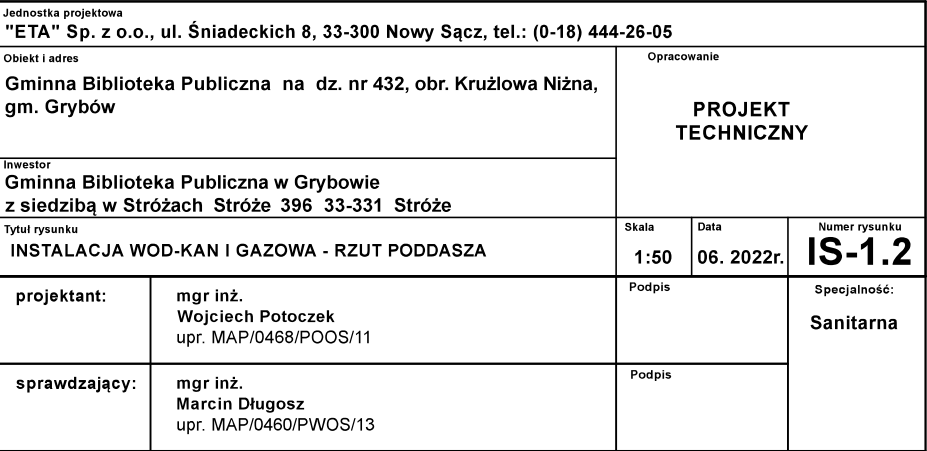 Jednostka projektowa
"ETA" Sp. z o.o., ul. Śniadeckich 8, 33-300 Nowy Sącz, tel.: (0-18) 444-26-05
Obiekt i adres
Gminna Biblioteka Publiczna na dz. nr 432, obr. Krużlowa Niżna,
gm. Grybów
Opracowanie
PROJEKT
TECHNICZNY
Inwestor
Gminna Biblioteka Publiczna w Grybowie
z siedzibą w Stróżach Stróże 396 33-331 Stróże
Tytuł rysunku
INSTALACJA WOD-KAN I GAZOWA - RZUT PODDASZA
Skala
1:50
Data
06. 2022r.
Numer rysunku
IS-1.2
projektant:
mgr inż.
Wojciech Potoczek
upr. MAP/0468/POOS/11
Podpis
Specjalność:
Sanitarna
sprawdzający:
mgr inż.
Marcin Długosz
upr. MAP/0460/PWOS/13
Podpis